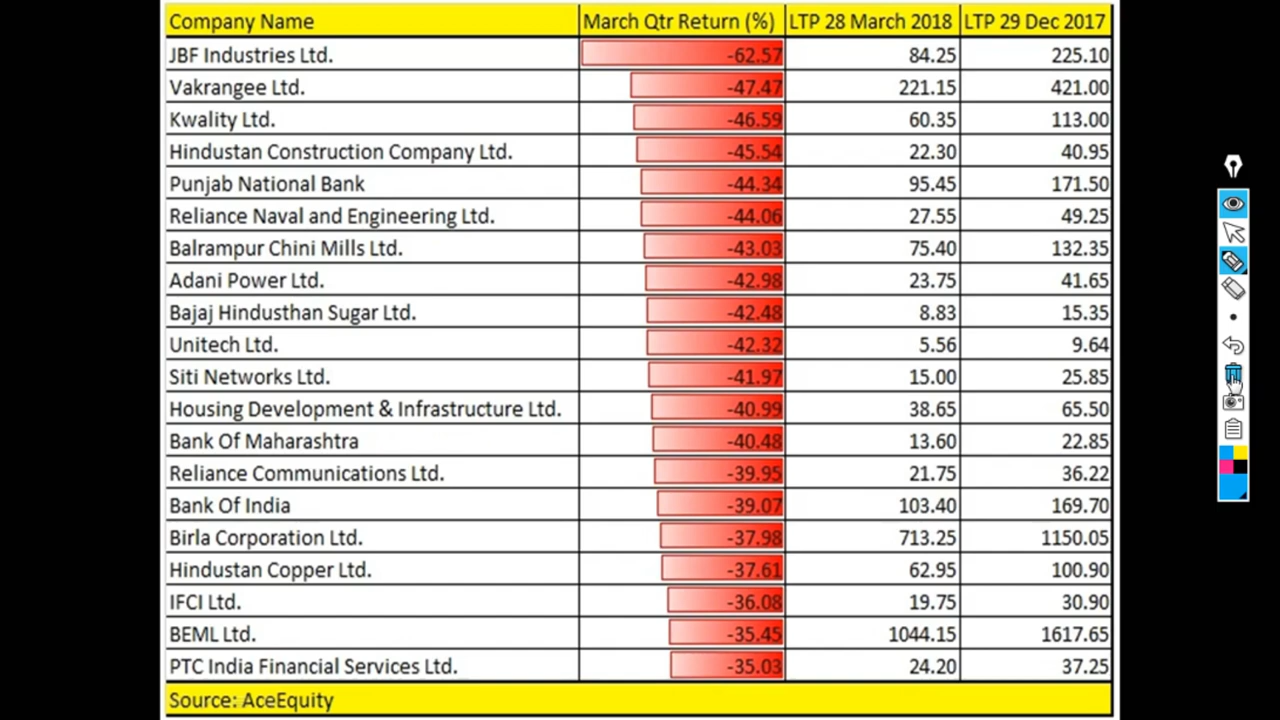 Company Name March Qtr Return (%) LTP 28 March 2018 LTP 29 Dec 2017
JBF Industries Ltd. -62.57 84.25 225.10
Vakrangee Ltd. -47.47 221.15 421.00
Kwality Ltd. -46.59 60.35 113.00
Hindustan Construction Company Ltd. -45.54 22.30 40.95
Punjab National Bank -44.34 95.45 171.50
Reliance Naval and Engineering Ltd. -44.06 27.55 49.25
Balrampur Chini Mills Ltd. -43.03 75.40 132.35
Adani Power Ltd. -42.98 23.75 41.65
Bajaj Hindusthan Sugar Ltd. -42.48 8.83 15.35
Unitech Ltd. -42.32 5.56 9.64
Siti Networks Ltd. -41.97 15.00 25.85
Housing Development & Infrastructure Ltd. -40.99 38.65 65.50
Bank Of Maharashtra -40.48 13.60 22.85
Reliance Communications Ltd. -39.95 21.75 36.22
Bank Of India -39.07 103.40 169.70
Birla Corporation Ltd. -37.98 713.25 1150.05
Hindustan Copper Ltd. -37.61 62.95 100.90
IFCI Ltd. -36.08 19.75 30.90
BEML Ltd. -35.45 1044.15 1617.65
PTC India Financial Services Ltd. -35.03 24.20 37.25
Source: AceEquity